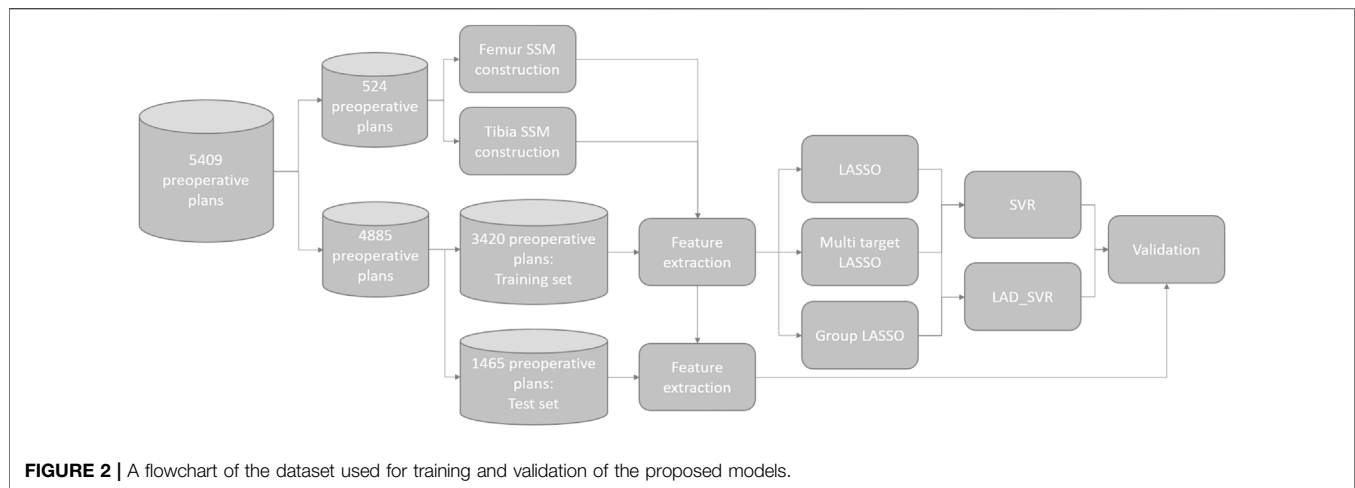 5409
preoperative
plans
524
preoperative
plans
Femur SSM
construction
Tibia SSM
construction
4885
preoperative
plans
3420 preoperative
plans:
Training set
1465 preoperative
plans:
Test set
Feature
extraction
Feature
extraction
LASSO
Multi target
LASSO
Group LASSO
SVR
LAD_SVR
Validation
FIGURE 2 | A flowchart of the dataset used for training and validation of the proposed models.